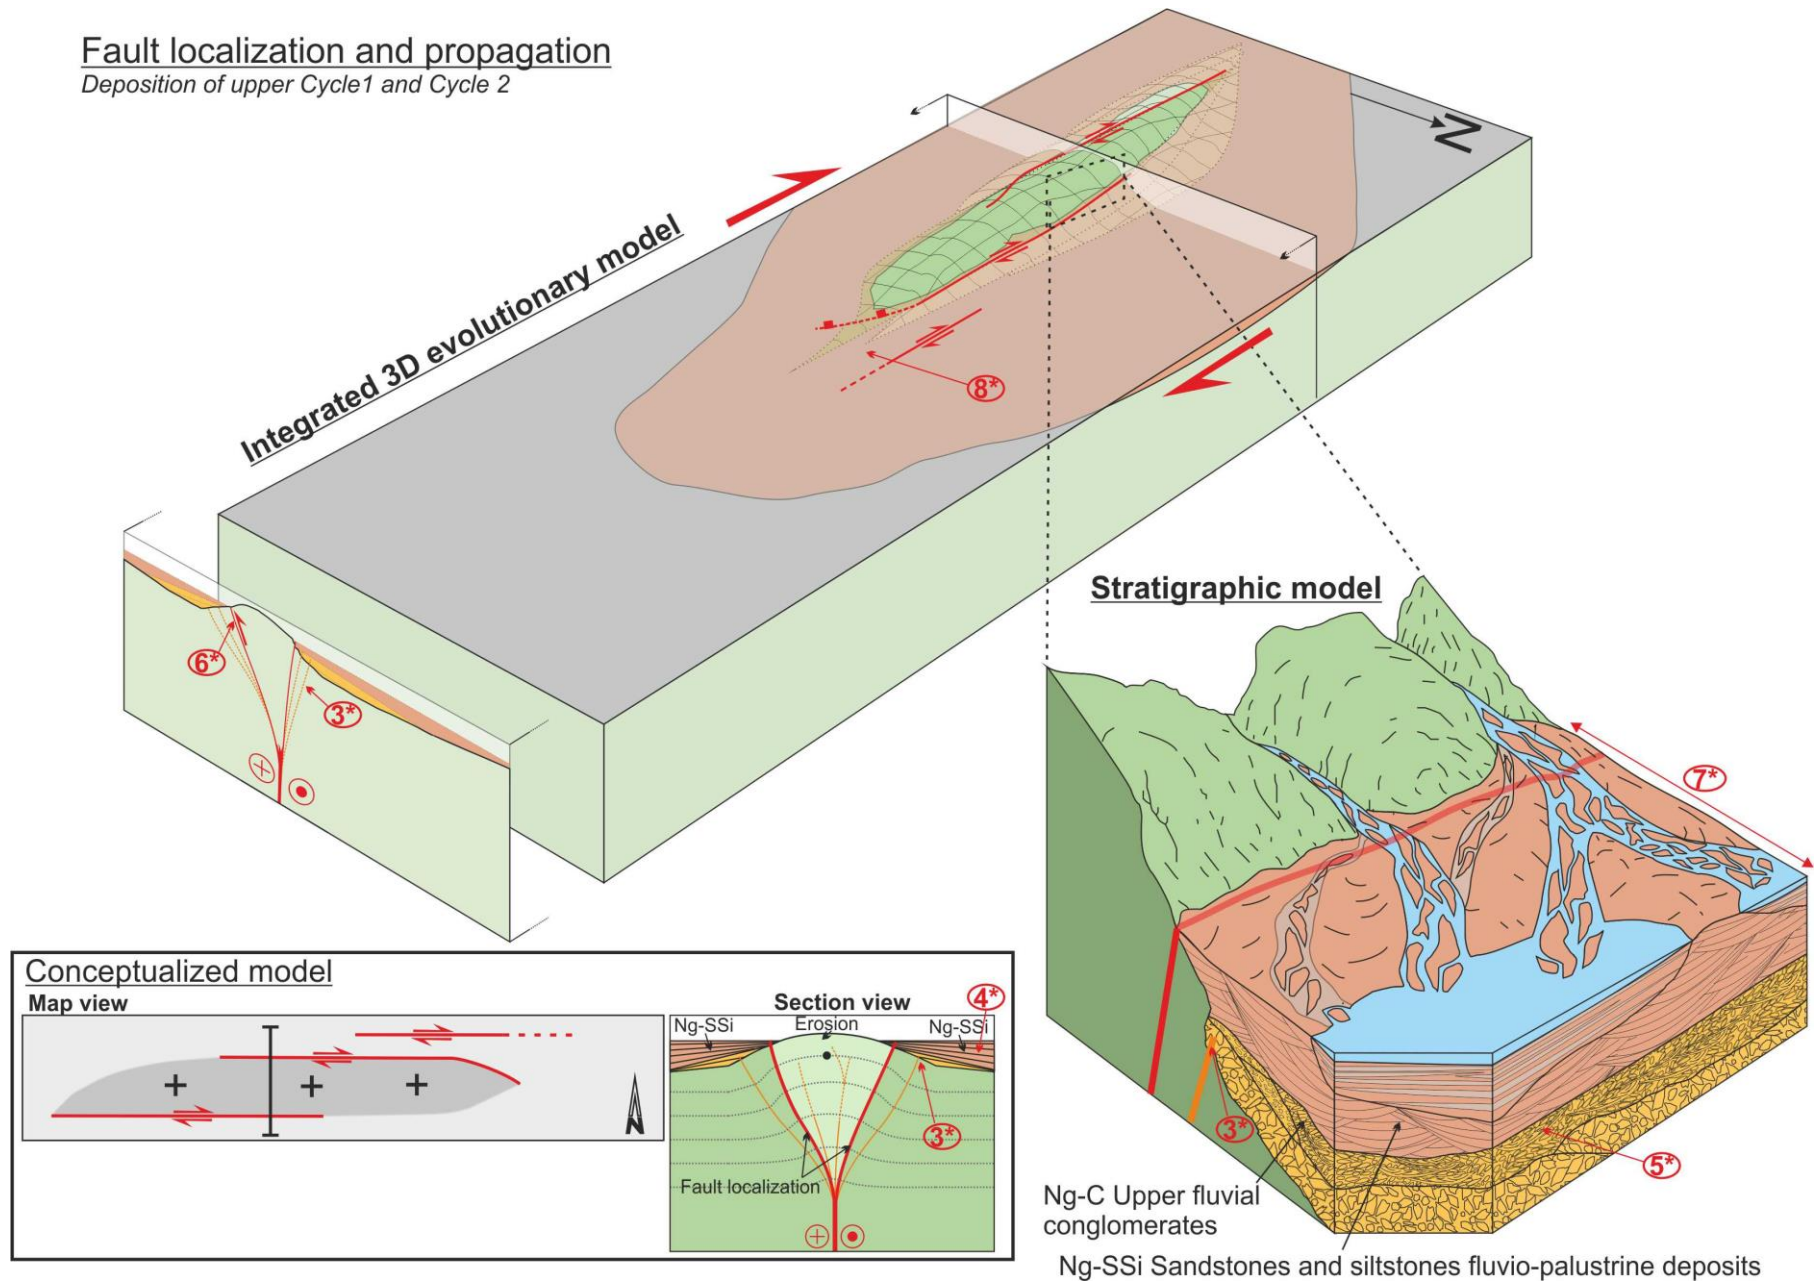 Fault localization and propagation
Deposition of upper Cycle1 and Cycle 2
N
Integrated 3D evolutionary model
8*
6*
3*
Stratigraphic model
7*
3*
5*
Ng-C Upper fluvial
conglomerates
Ng-SSi Sandstones and siltstones fluvio-palustrine deposits
Conceptualized model
Map view
N
Section view
4*
Ng-SSi
Erosion
Ng-SSi
3*
Fault localization